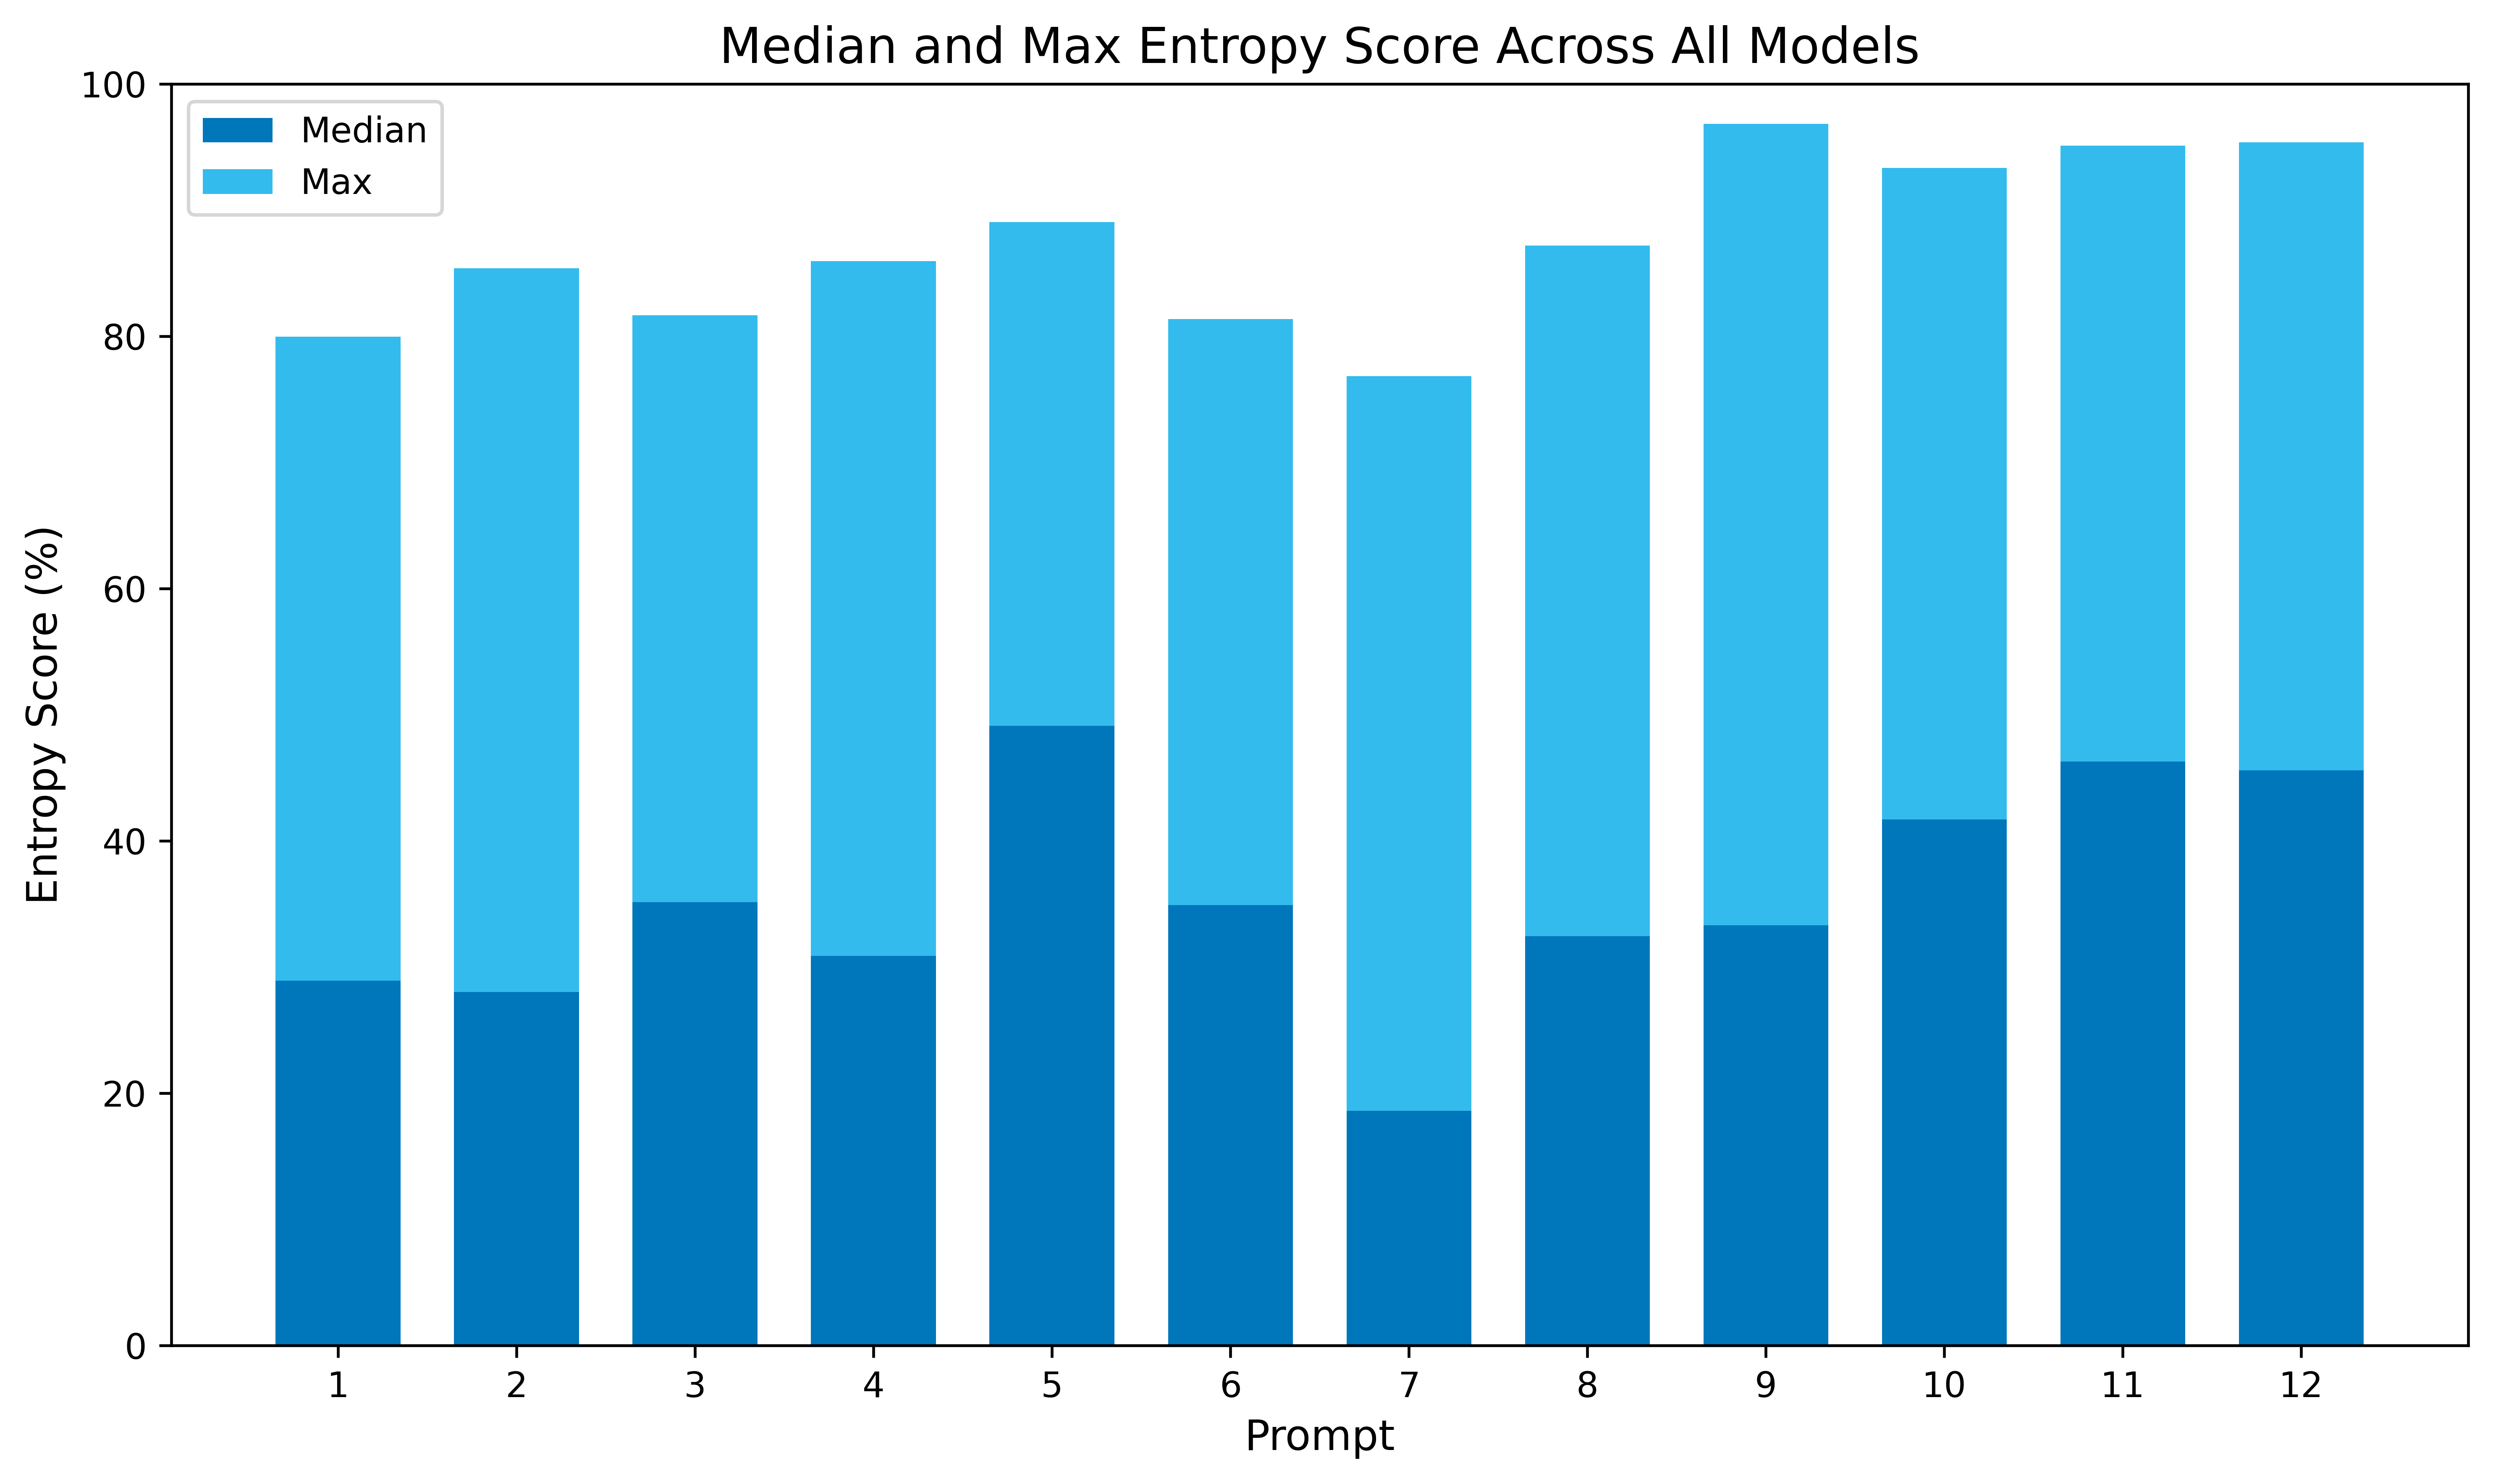 Median and Max Entropy Score Across All Models
Median
Max
Entropy Score (%)
100
80
60
40
20
0
1 2 3 4 5 6 7 8 9 10 11 12
Prompt